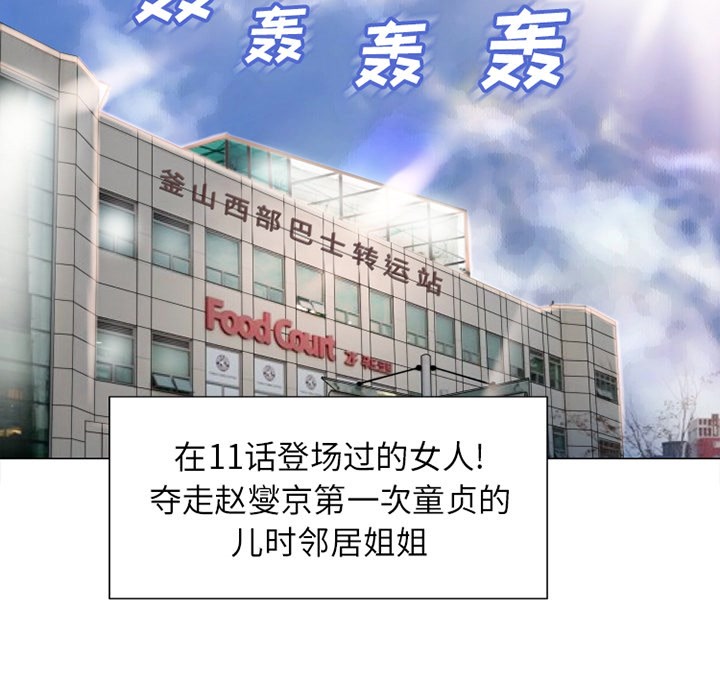 轰
轰
轰
轰
釜山西部巴士转运站
Food Court
在11话登场过的女人!
夺走赵燮京第一次童贞的
儿时邻居姐姐